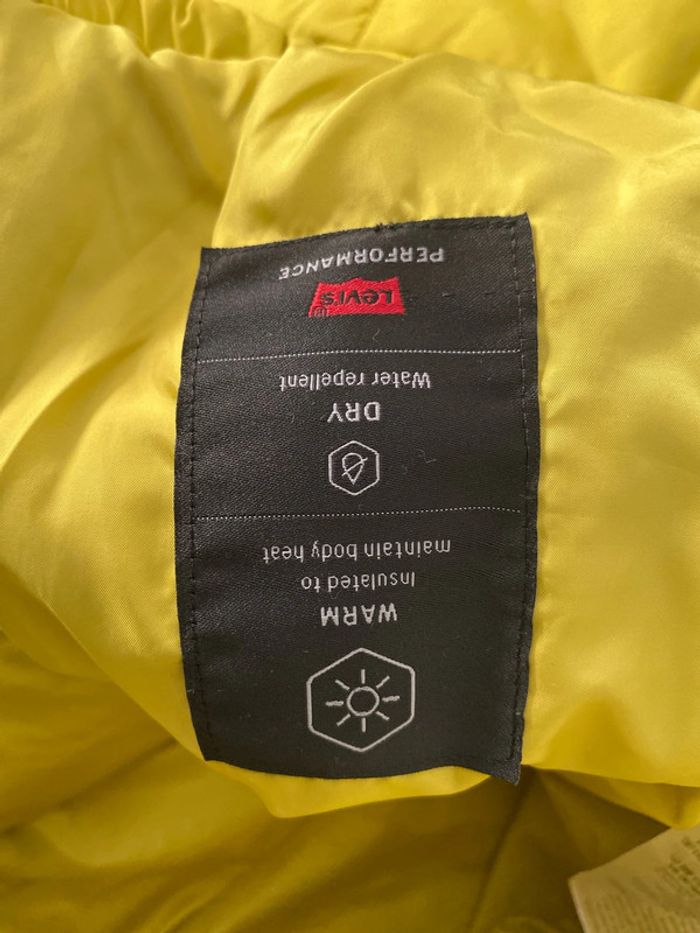 WARM
Insulated to
maintain body heat
DRY
Water repellent
LEVI'S®
PERFORMANCE